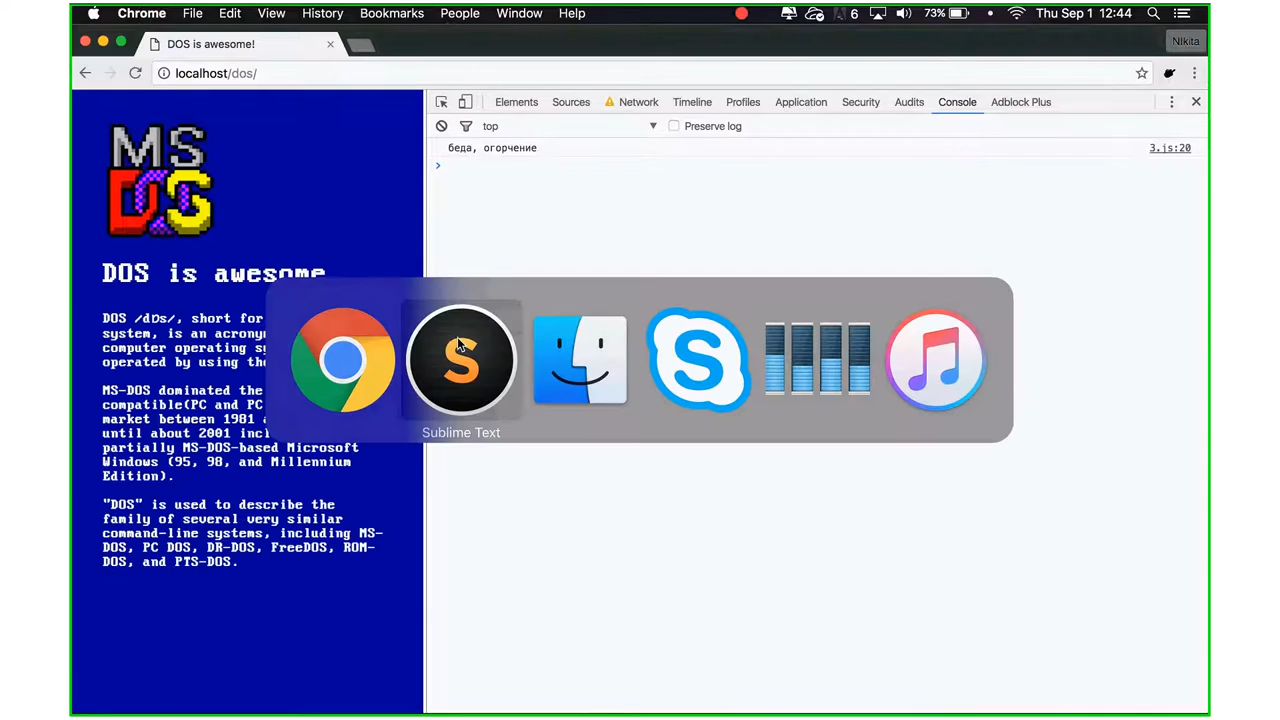 Chrome File Edit View History Bookmarks People Window Help 6 73% Thu Sep 1 12:44
DOS is awesome! NIkita
localhost/dos/
Elements Sources Network Timeline Profiles Application Security Audits Console Adblock Plus
top Preserve log
беда, огорчение 3.js:20
MS
DOS
DOS is awesome
DOS /dɒs/, short for
system, is an acrony
computer operating sy
operated by using the
MS-DOS dominated the
compatible(PC and PC
market between 1981
until about 2001 incl
partially MS-DOS-based Microsoft
Windows (95, 98, and Millennium
Edition).
"DOS" is used to describe the
family of several very similar
command-line systems, including MS-
DOS, PC DOS, DR-DOS, FreeDOS, ROM-
DOS, and PTS-DOS.
S
S
Sublime Text